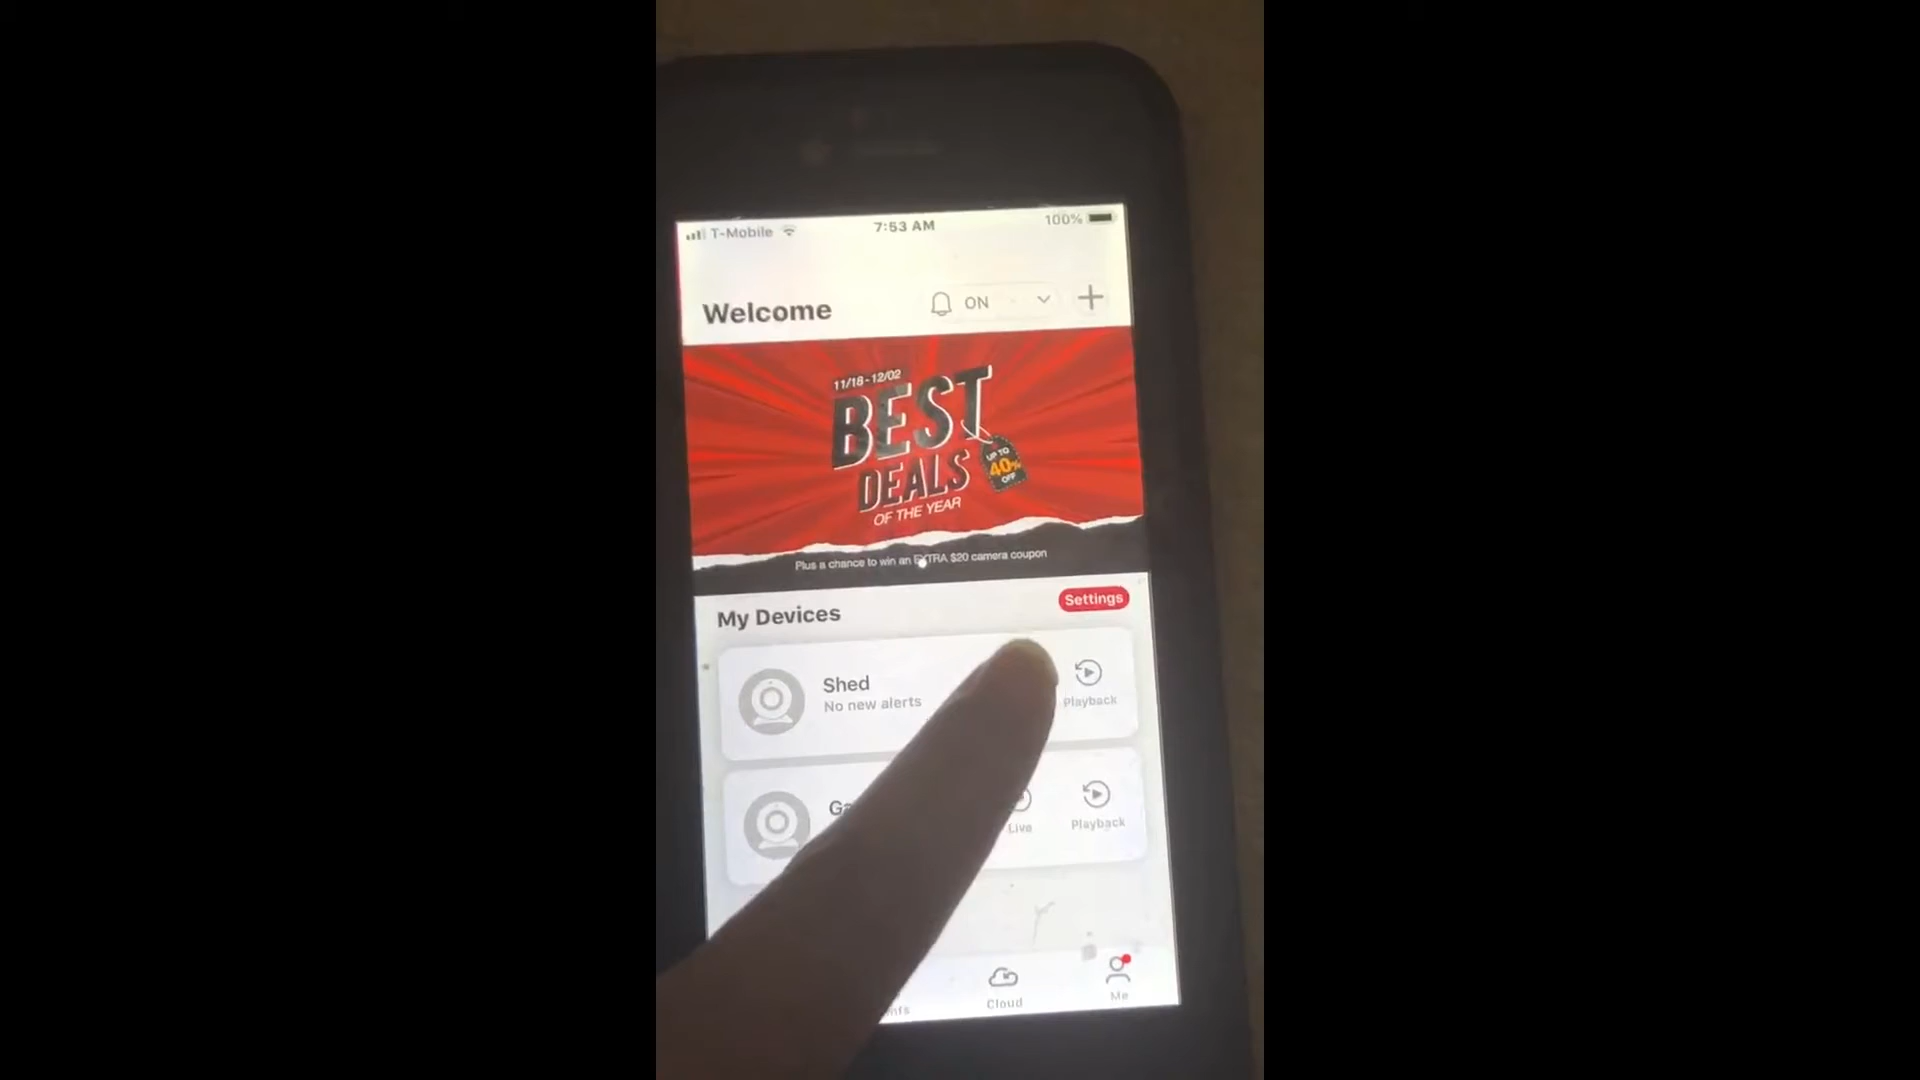 T-Mobile
7:53 AM
100%
Welcome
ON
11/18-12/02
BEST
DEALS
OF THE YEAR
UP TO
40%
OFF
Plus a chance to win an EXTRA $20 camera coupon
My Devices
Settings
Shed
No new alerts
Playback
Live
Playback
Cloud
Me